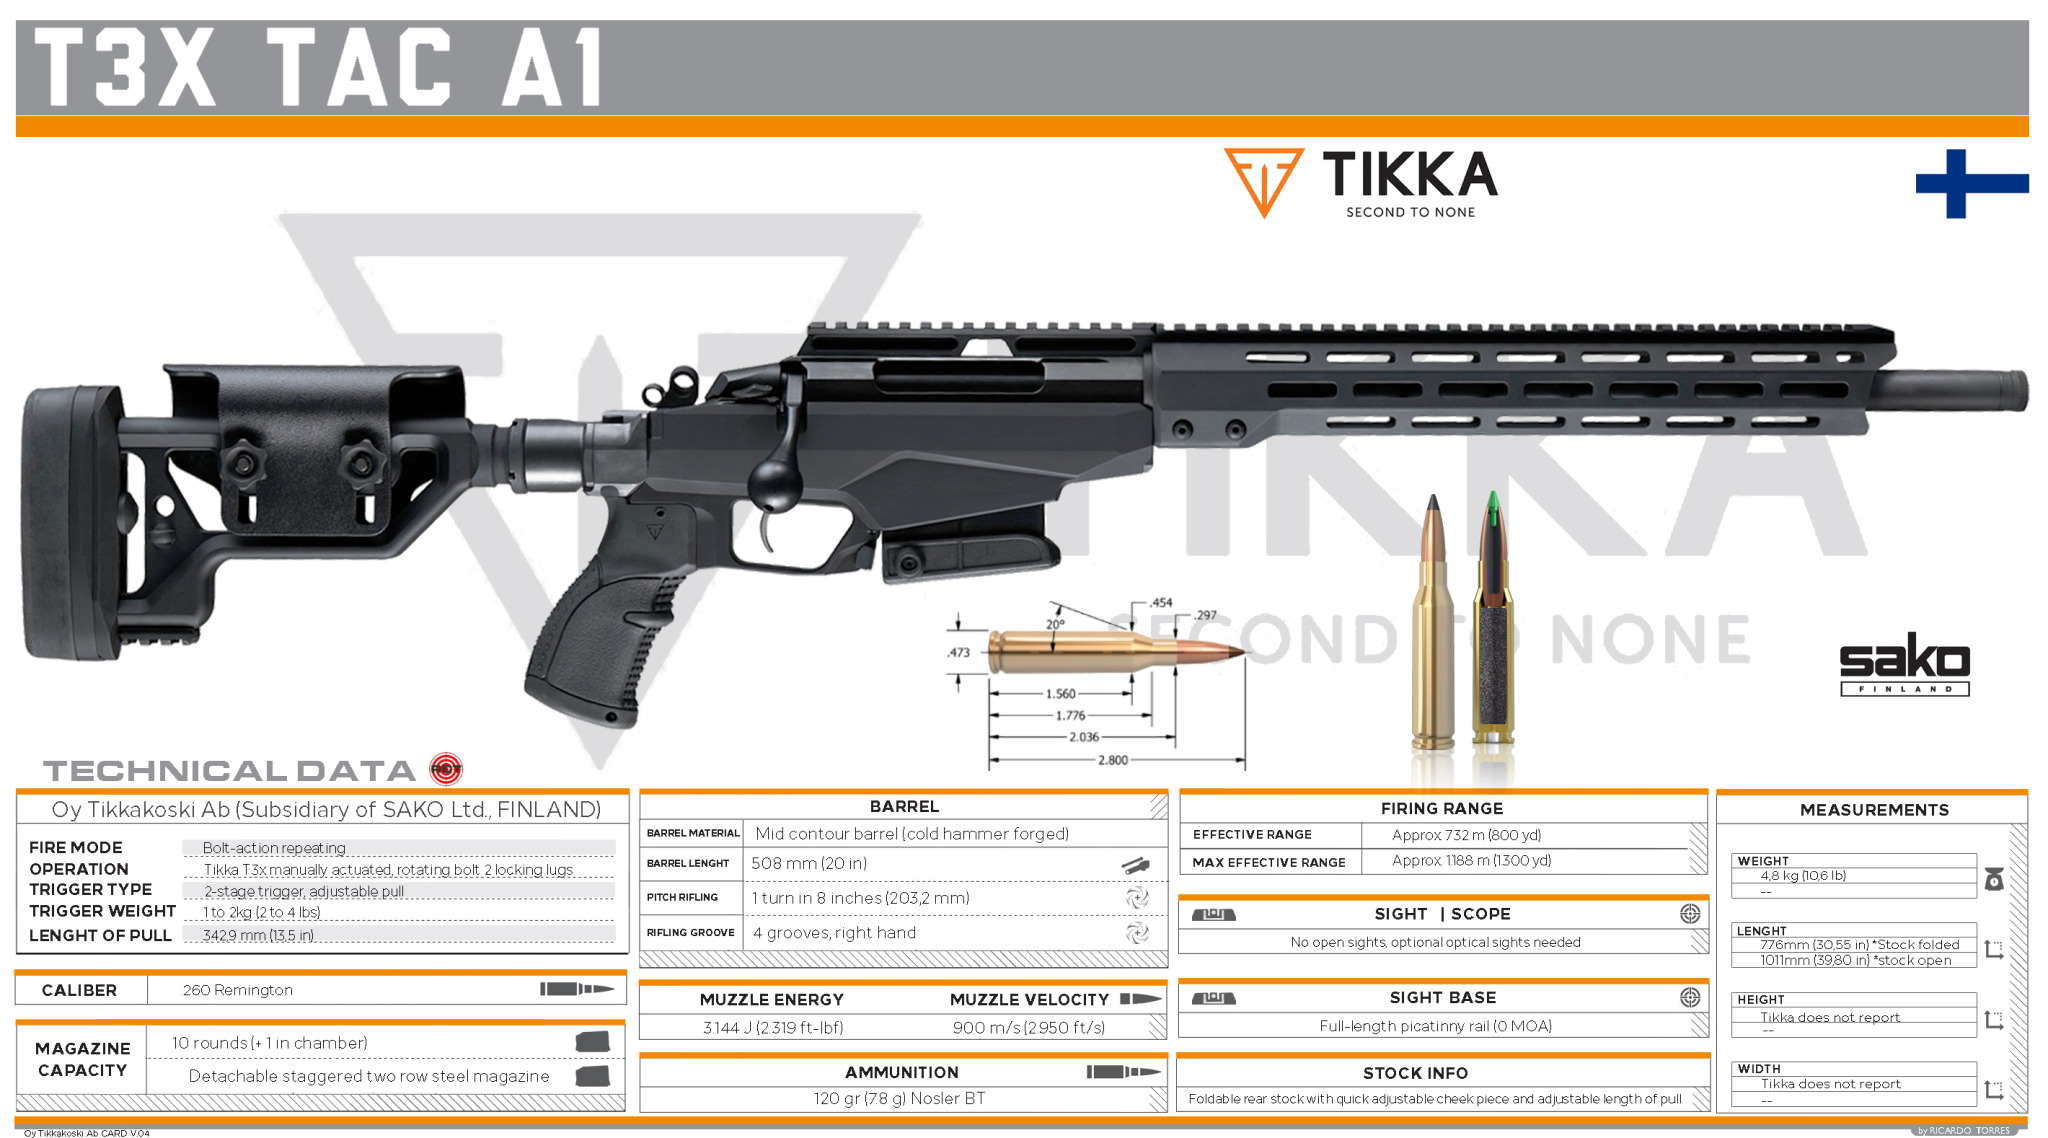 T3X TAC A1
TIKKA
SECOND TO NONE
TIKKA
SECOND TO NONE
.454
.297
20°
.473
1.560
1.776
2.036
2.800
sako
FINLAND
TECHNICAL DATA
Oy Tikkakoski Ab (Subsidiary of SAKO Ltd., FINLAND)
FIRE MODE Bolt-action repeating
OPERATION Tikka T3x manually actuated, rotating bolt 2 locking lugs
TRIGGER TYPE 2-stage trigger, adjustable pull
TRIGGER WEIGHT 1 to 2kg (2 to 4 lbs)
LENGHT OF PULL 342,9 mm (13,5 in)
CALIBER .260 Remington
MAGAZINE CAPACITY
10 rounds (+ 1 in chamber)
Detachable staggered two row steel magazine
BARREL
BARREL MATERIAL Mid contour barrel (cold hammer forged)
BARREL LENGHT 508 mm (20 in)
PITCH RIFLING 1 turn in 8 inches (203,2 mm)
RIFLING GROOVE 4 grooves, right hand
MUZZLE ENERGY MUZZLE VELOCITY
3.144 J (2.319 ft-lbf) 900 m/s (2.950 ft/s)
AMMUNITION
120 gr (7.8 g) Nosler BT
FIRING RANGE
EFFECTIVE RANGE Approx. 732 m (800 yd)
MAX EFFECTIVE RANGE Approx. 1.188 m (1.300 yd)
SIGHT | SCOPE
No open sights, optional optical sights needed
SIGHT BASE
Full-length picatinny rail (0 MOA)
STOCK INFO
Foldable rear stock with quick adjustable cheek piece and adjustable length of pull
MEASUREMENTS
WEIGHT
4,8 kg (10,6 lb)
--
LENGHT
776mm (30,55 in) *Stock folded
1011mm (39,80 in) *stock open
HEIGHT
Tikka does not report
--
WIDTH
Tikka does not report
--
Oy Tikkakoski Ab CARD V.04
by RICARDO TORRES